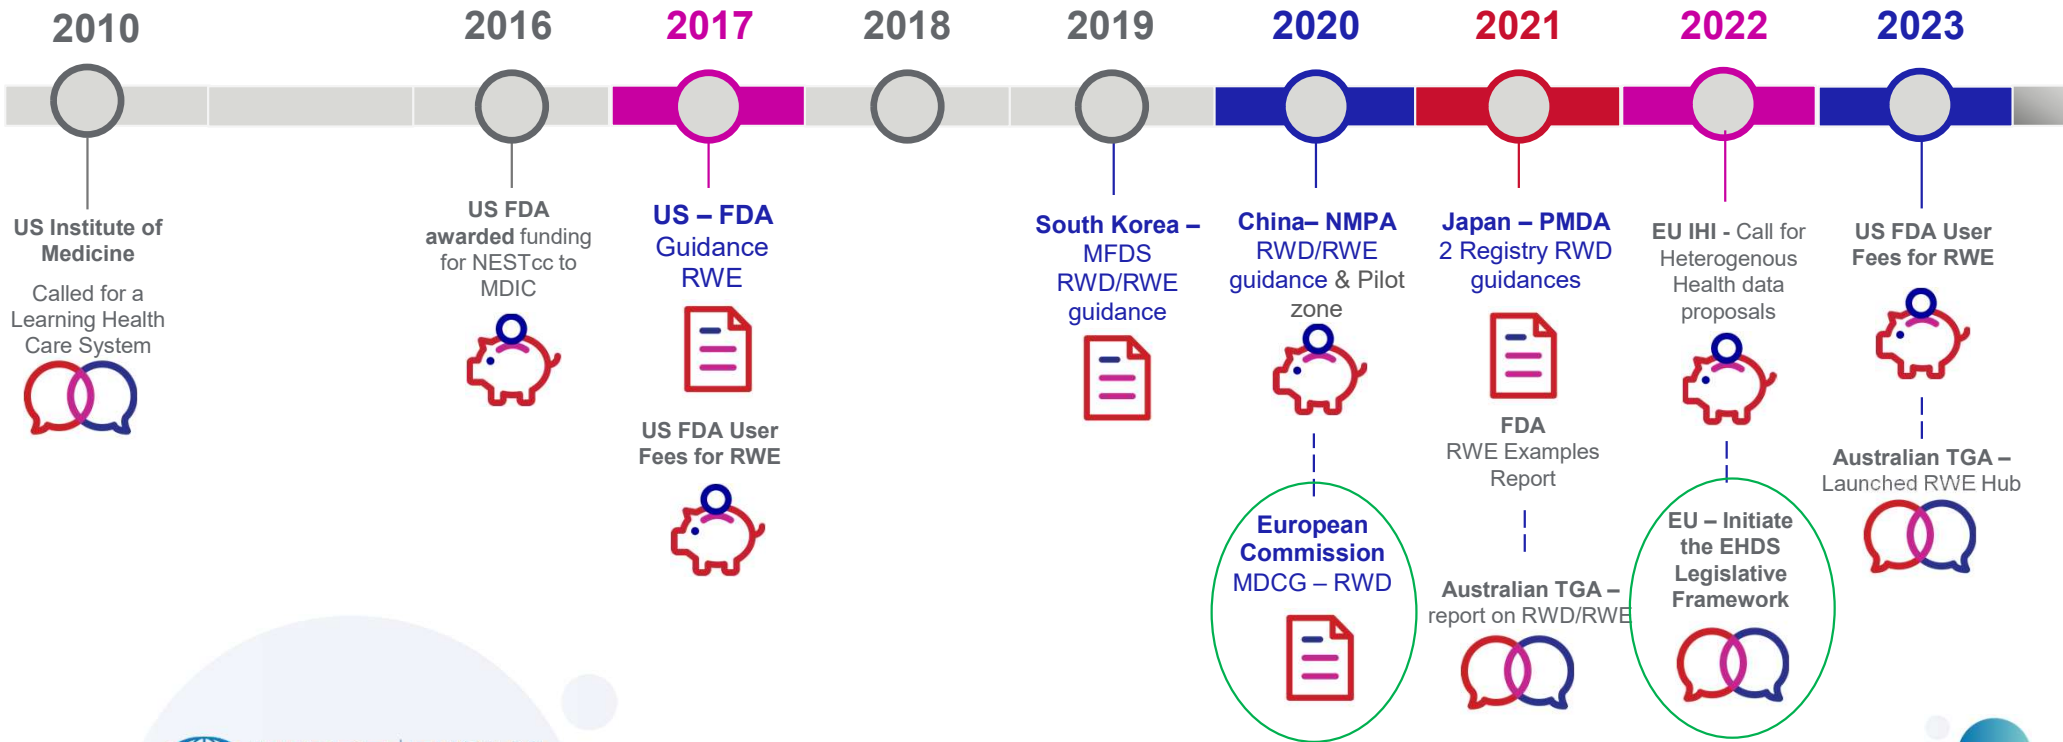 2010
2016
2017
2018
2019
2020
2021
2022
2023
US Institute of
Medicine
Called for a
Learning Health
Care System
US FDA
awarded funding
for NESTcc to
MDIC
US – FDA
Guidance
RWE
US FDA User
Fees for RWE
South Korea –
MFDS
RWD/RWE
guidance
China– NMPA
RWD/RWE
guidance & Pilot
zone
European
Commission
MDCG – RWD
Japan – PMDA
2 Registry RWD
guidances
FDA
RWE Examples
Report
Australian TGA –
report on RWD/RWE
EU IHI - Call for
Heterogenous
Health data
proposals
EU – Initiate
the EHDS
Legislative
Framework
US FDA User
Fees for RWE
Australian TGA –
Launched RWE Hub